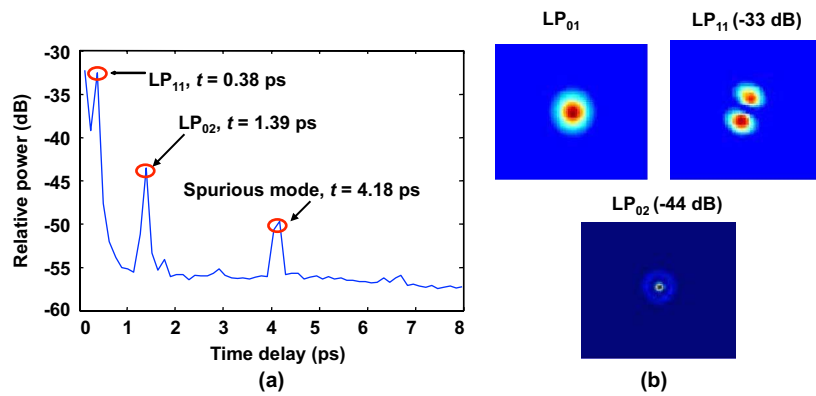 -30
-35
-40
-45
-50
-55
-60
Relative power (dB)
LP11, t = 0.38 ps
LP02, t = 1.39 ps
Spurious mode, t = 4.18 ps
0 1 2 3 4 5 6 7 8
Time delay (ps)
(a)
LP01
LP11 (-33 dB)
LP02 (-44 dB)
(b)